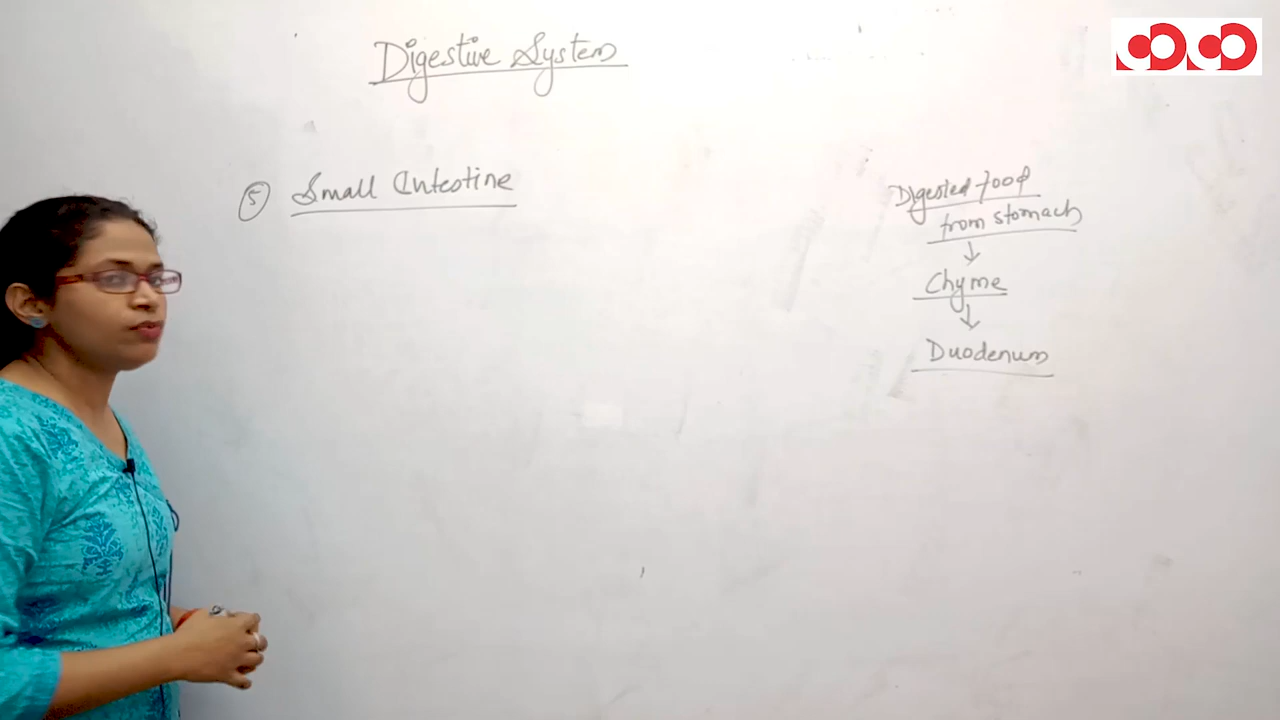 Digestive System
⑤ Small Intestine
Digested food
from stomach
↓
Chyme
↓
Duodenum